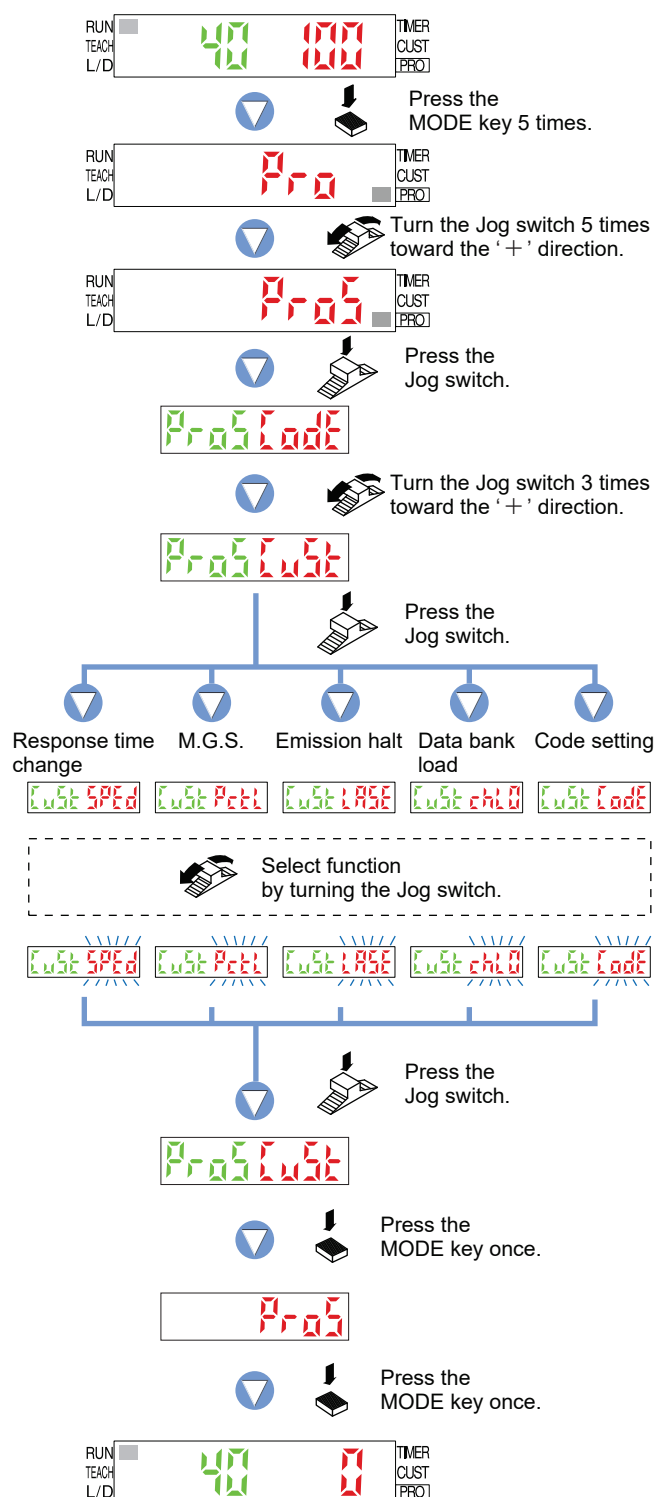 RUN 40 100 TIMER
TEACH CUST
L/D PRO
Press the
MODE key 5 times.
RUN Pro TIMER
TEACH CUST
L/D PRO
Turn the Jog switch 5 times
toward the ‘+’ direction.
RUN Pro5 TIMER
TEACH CUST
L/D PRO
Press the
Jog switch.
Pro5 CodE
Turn the Jog switch 3 times
toward the ‘+’ direction.
Pro5 CuSt
Press the
Jog switch.
Response time change M.G.S. Emission halt Data bank load Code setting
CuSt SPEd CuSt PctL CuSt LASE CuSt chLD CuSt CodE
Select function
by turning the Jog switch.
CuSt SPEd CuSt PctL CuSt LASE CuSt chLD CuSt CodE
Press the
Jog switch.
Pro5 CuSt
Press the
MODE key once.
Pro5
Press the
MODE key once.
RUN 40 0 TIMER
TEACH CUST
L/D PRO